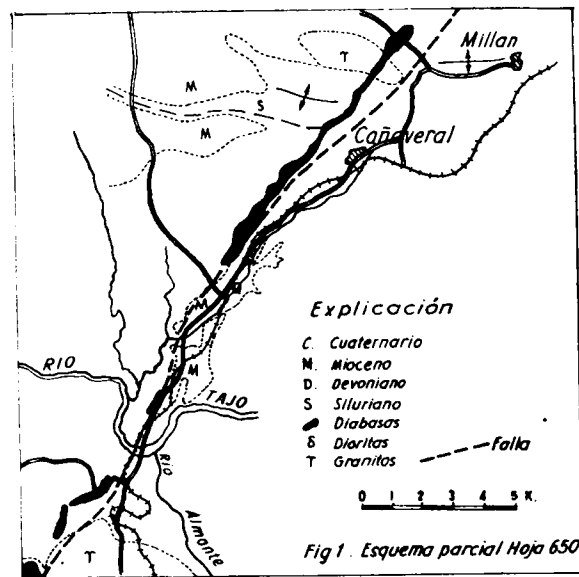 Millan
T
M
S
M
Cañaveral
M
D
M
Explicación
C. Cuaternario
M. Mioceno
D. Devoniano
S Siluriano
Diabasas
δ Dioritas
T Granitos
Falla
RIO
TAJO
RIO
Almonte
0 1 2 3 4 5 K.
T
Fig 1. Esquema parcial Hoja 650